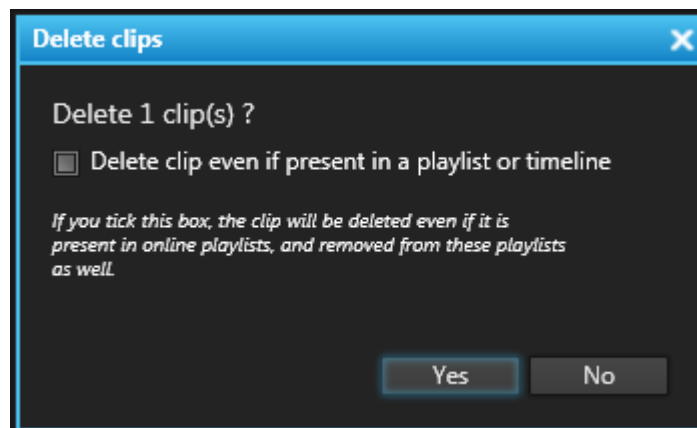 Delete clips
Delete 1 clip(s) ?
Delete clip even if present in a playlist or timeline
If you tick this box, the clip will be deleted even if it is
present in online playlists, and removed from these playlists
as well.
Yes No